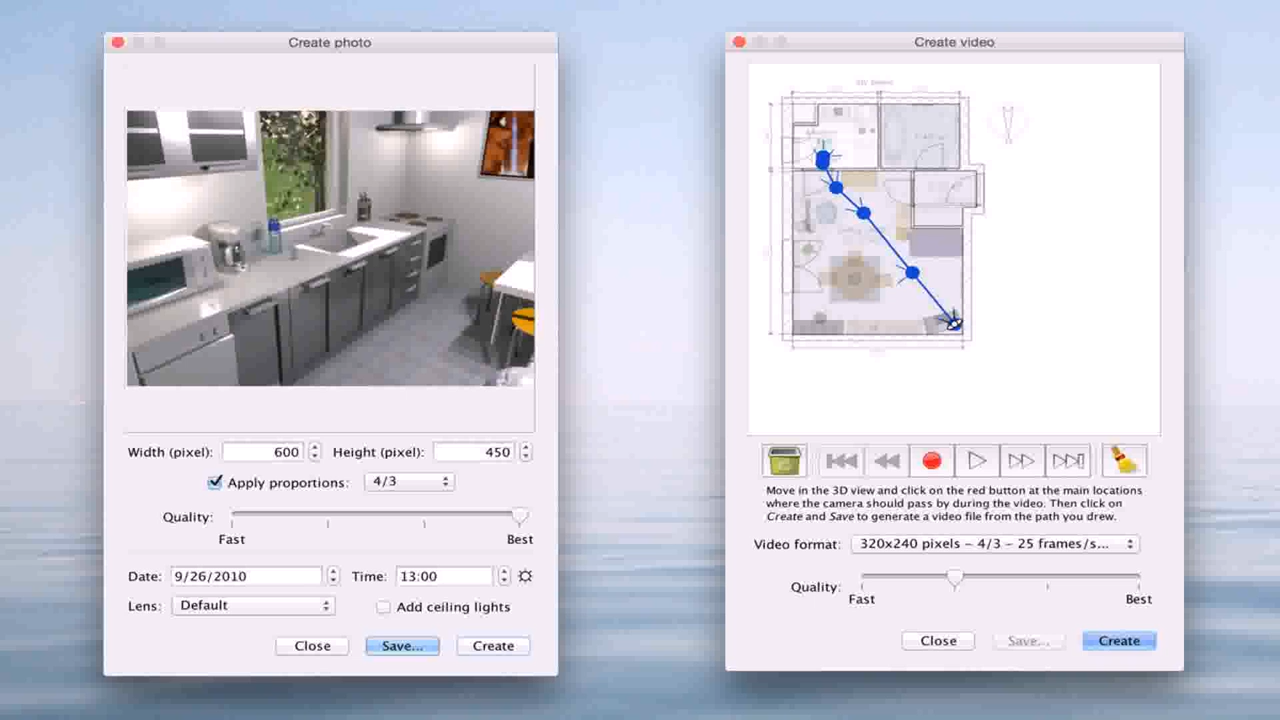 Create photo
Width (pixel): 600 Height (pixel): 450
Apply proportions: 4/3
Quality:
Fast Best
Date: 9/26/2010 Time: 13:00
Lens: Default Add ceiling lights
Close Save... Create
Create video
Move in the 3D view and click on the red button at the main locations
where the camera should pass by during the video. Then click on
Create and Save to generate a video file from the path you drew.
Video format: 320x240 pixels – 4/3 – 25 frames/s...
Quality:
Fast Best
Close Save... Create